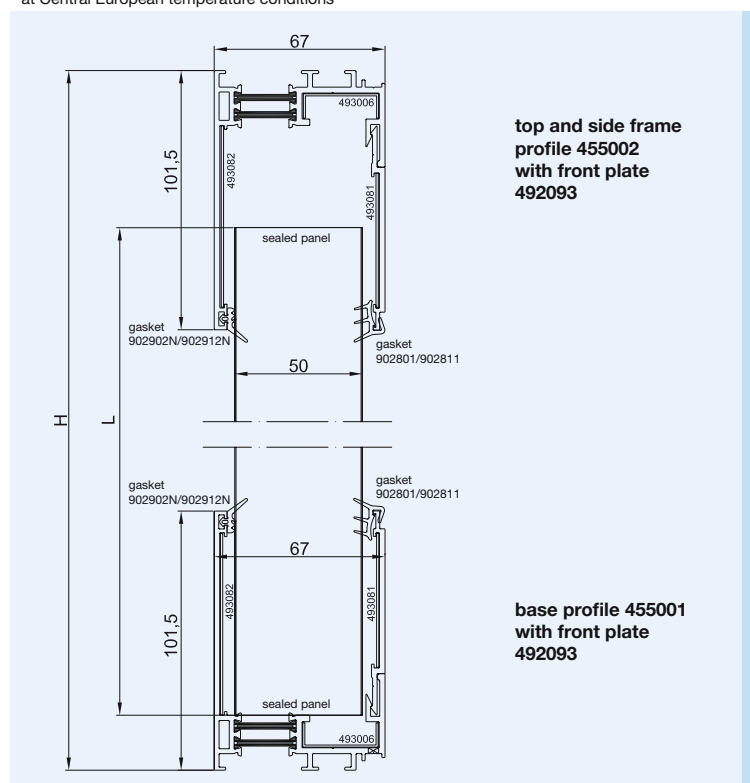 at Central European temperature conditions
67
493006
top and side frame
profile 455002
with front plate
492093
101,5
493082
493081
sealed panel
gasket
902902N/902912N
gasket
902801/902811
50
H
L
gasket
902902N/902912N
gasket
902801/902811
67
101,5
493082
493081
base profile 455001
with front plate
492093
sealed panel
493006